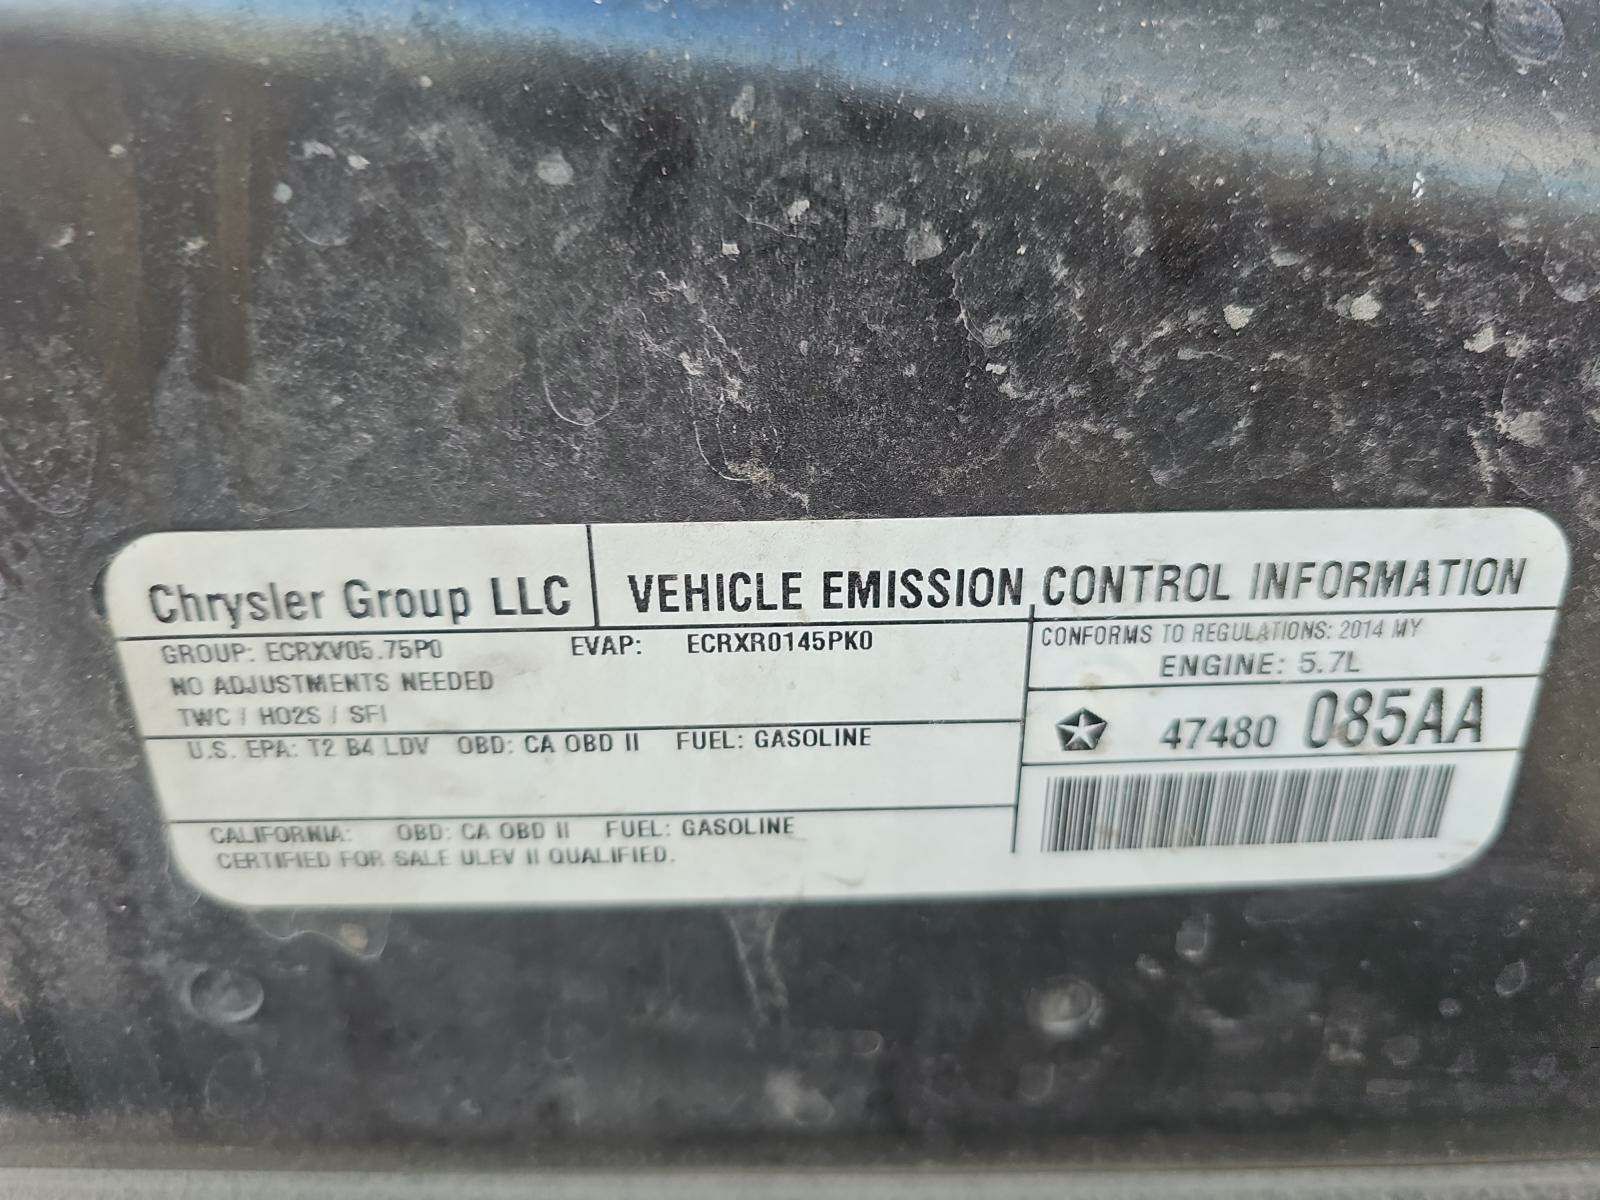 Chrysler Group LLC
VEHICLE EMISSION CONTROL INFORMATION
GROUP: ECRXV05.75P0 EVAP: ECRXR0145PK0
NO ADJUSTMENTS NEEDED
TWC / HO2S / SFI
U.S. EPA: T2 B4 LDV OBD: CA OBD II FUEL: GASOLINE
CALIFORNIA: OBD: CA OBD II FUEL: GASOLINE
CERTIFIED FOR SALE ULEV II QUALIFIED.
CONFORMS TO REGULATIONS: 2014 MY
ENGINE: 5.7L
47480 085AA